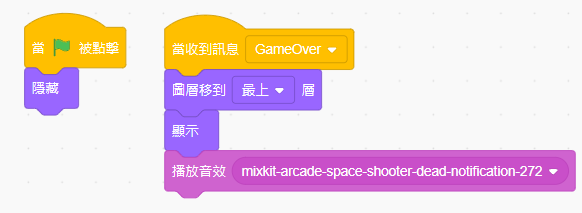 當 被點擊
隱藏
當收到訊息 GameOver
圖層移到 最上 層
顯示
播放音效 mixkit-arcade-space-shooter-dead-notification-272